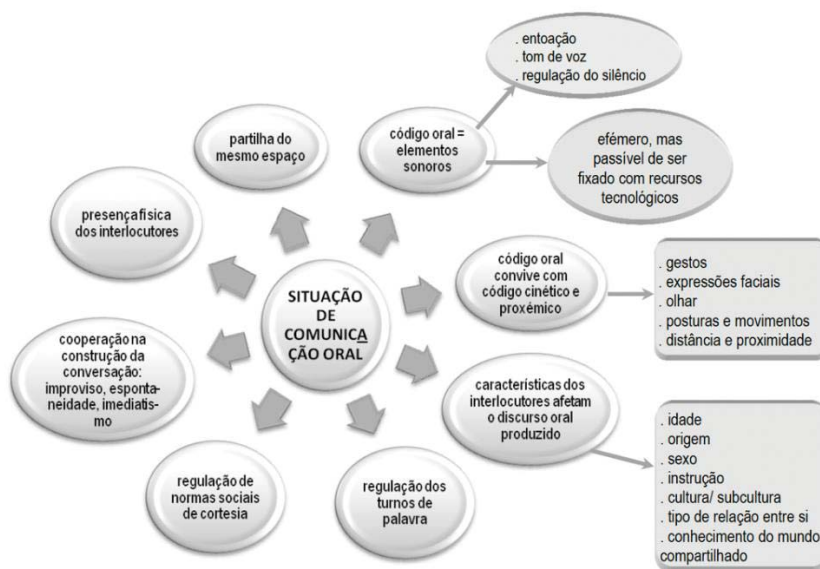 SITUAÇÃO
DE
COMUNICA
ÇÃO ORAL
partilha do
mesmo espaço
código oral =
elementos
sonoros
. entoação
. tom de voz
. regulação do silêncio
efémero, mas
passível de ser
fixado com recursos
tecnológicos
código oral
convive com
código cinético e
proxémico
. gestos
. expressões faciais
. olhar
. posturas e movimentos
. distância e proximidade
características dos
interlocutores afetam o
discurso oral
produzido
. idade
. origem
. sexo
. instrução
. cultura/ subcultura
. tipo de relação entre si
. conhecimento do mundo
compartilhado
regulação dos
turnos de
palavra
regulação de
normas sociais
de cortesia
cooperação na
construção da
conversação:
improviso, esponta-
neidade, imediatis-
mo
presença física
dos interlocutores